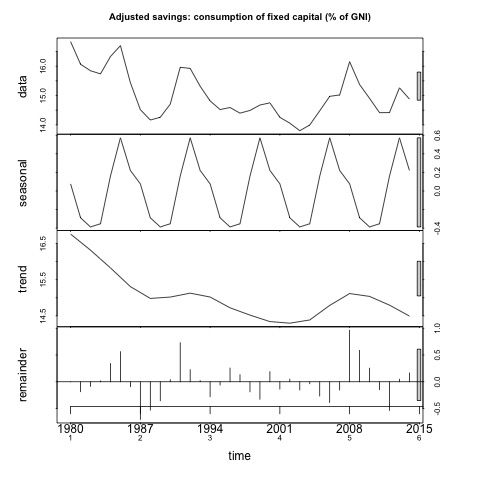 Adjusted savings: consumption of fixed capital (% of GNI)
data
16.0
15.0
14.0
seasonal
0.6
0.4
0.2
0.0
-0.4
trend
16.5
15.5
14.5
remainder
1.0
0.5
0.0
-0.5
1980 1987 1994 2001 2008 2015
1 2 3 4 5 6
time